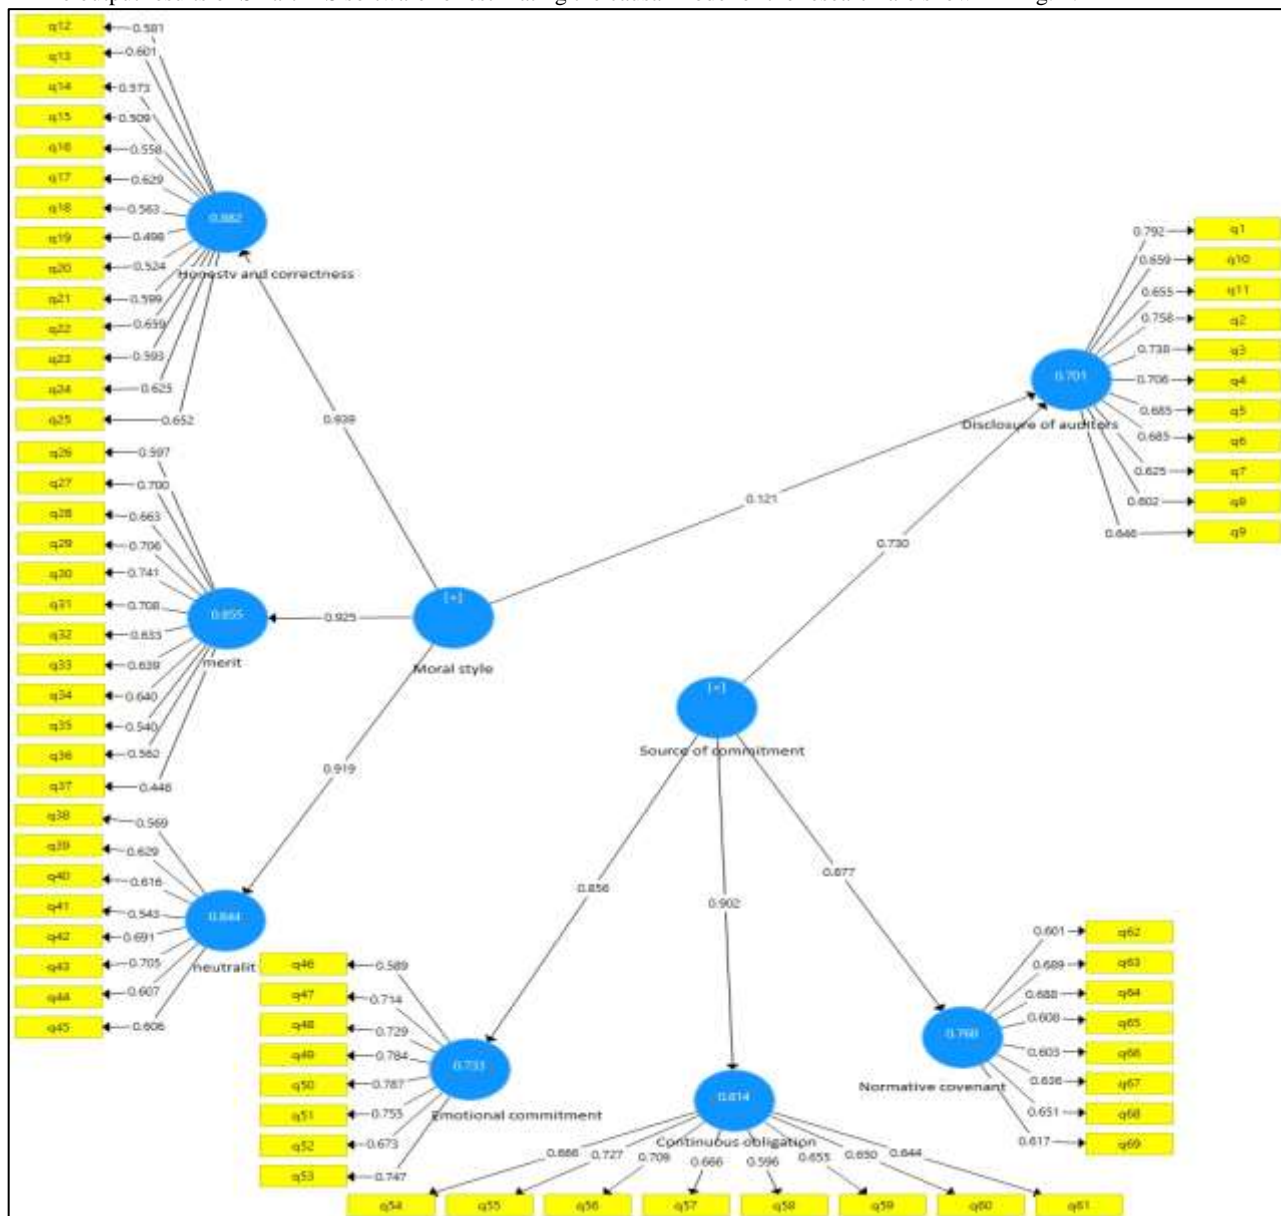 q12
0.581
q13
0.601
q14
0.573
q15
0.509
q16
0.558
q17
0.629
q18
0.563
q19
0.498
q20
0.524
q21
0.599
q22
0.659
q23
0.593
q24
0.625
q25
0.652
0.882
Honesty and correctness
0.939
q26
0.597
q27
0.700
q28
0.663
q29
0.706
q30
0.741
q31
0.708
q32
q33
0.639
q34
0.640
q35
0.540
q36
0.562
q37
0.446
0.855
merit
0.925
[+]
Moral style
0.919
q38
0.569
q39
0.629
q40
0.616
q41
0.543
q42
0.691
q43
0.705
q44
0.607
q45
0.606
0.844
neutralit
0.121
0.730
0.701
Disclosure of auditors
0.792
q1
0.659
q10
0.655
q11
0.758
q2
0.738
q3
0.706
q4
0.685
q5
0.685
q6
0.625
q7
0.602
q8
q9
[+]
Source of commitment
0.856
0.902
0.877
q46
0.589
q47
0.714
q48
0.729
q49
0.784
q50
0.787
q51
0.755
q52
0.673
q53
0.747
0.733
Emotional commitment
0.814
Continuous obligation
0.727
0.709
0.666
0.596
0.655
0.644
q54
q55
q56
q57
q58
q59
q60
q61
Normative covenant
0.601
q62
0.689
q63
0.688
q64
0.608
q65
q66
0.636
q67
0.651
q68
0.617
q69